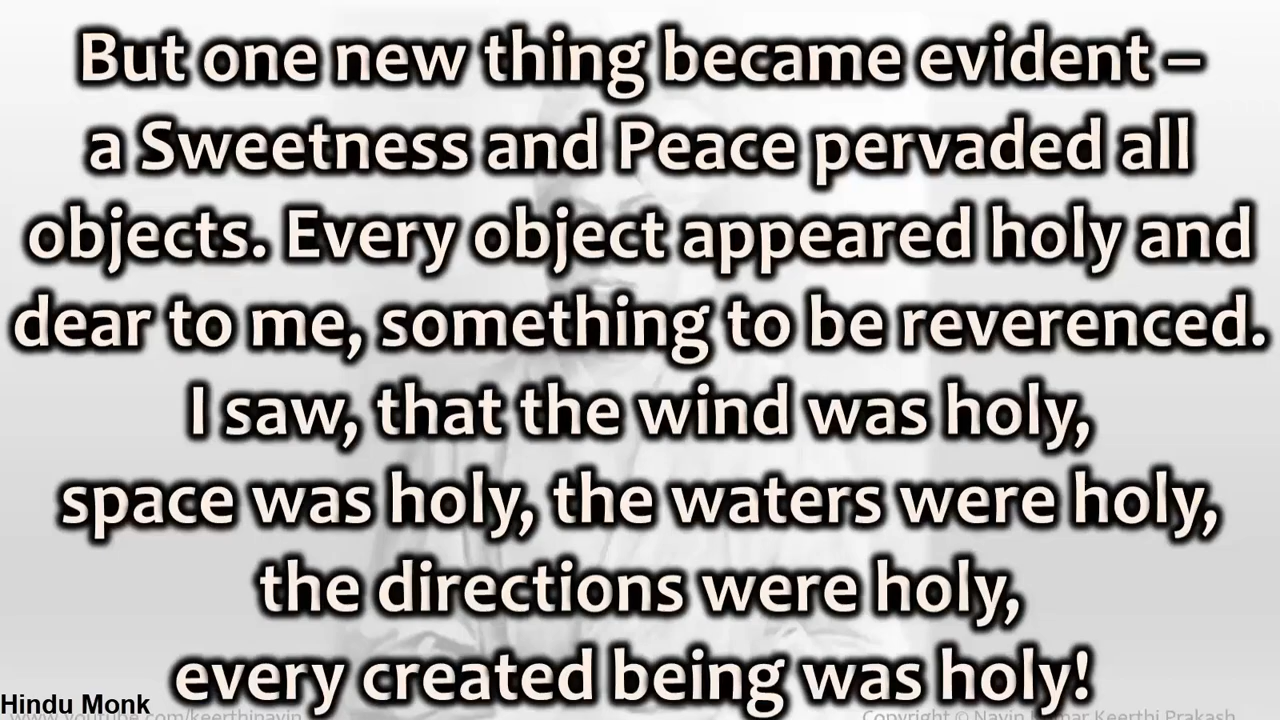 But one new thing became evident –
a Sweetness and Peace pervaded all
objects. Every object appeared holy and
dear to me, something to be reverenced.
I saw, that the wind was holy,
space was holy, the waters were holy,
the directions were holy,
every created being was holy!
Hindu Monk
www.youtube.com/keerthinavin
Copyright © Navin Kumar Keerthi Prakash